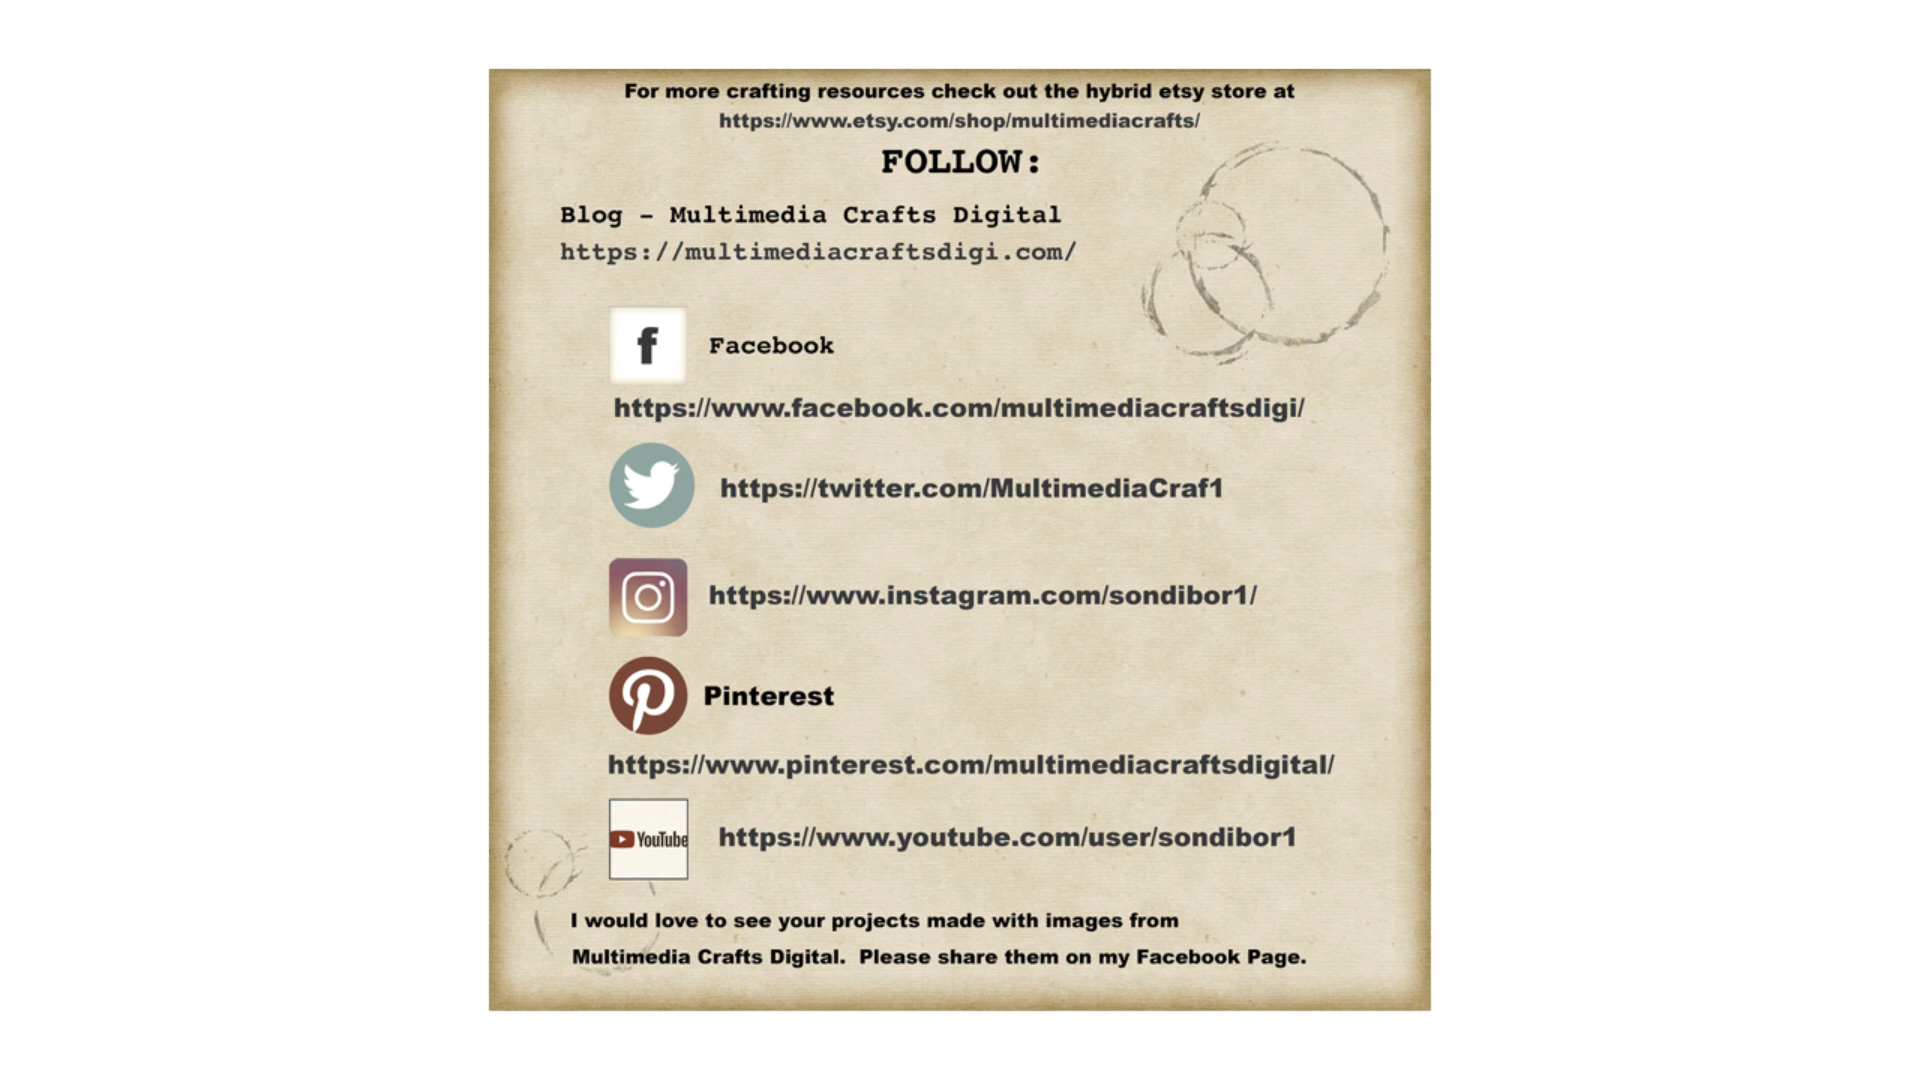 For more crafting resources check out the hybrid etsy store at
https://www.etsy.com/shop/multimediacrafts/
FOLLOW:
Blog - Multimedia Crafts Digital
https://multimediacraftsdigi.com/
f
Facebook
https://www.facebook.com/multimediacraftsdigi/
https://twitter.com/MultimediaCraf1
https://www.instagram.com/sondibor1/
Pinterest
https://www.pinterest.com/multimediacraftsdigital/
YouTube
https://www.youtube.com/user/sondibor1
I would love to see your projects made with images from
Multimedia Crafts Digital.  Please share them on my Facebook Page.